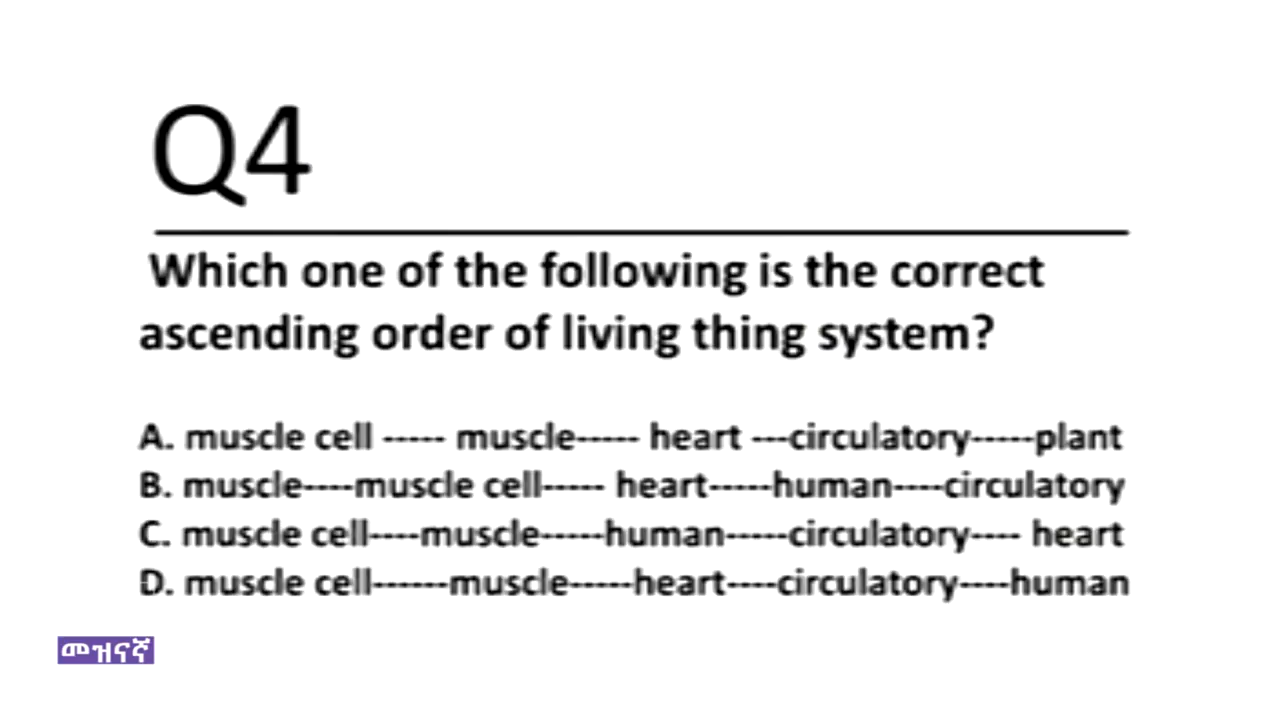 Q4
Which one of the following is the correct
ascending order of living thing system?
A. muscle cell ----- muscle----- heart ---circulatory-----plant
B. muscle----muscle cell----- heart-----human----circulatory
C. muscle cell----muscle-----human-----circulatory---- heart
D. muscle cell------muscle-----heart----circulatory----human
መዝናኛ